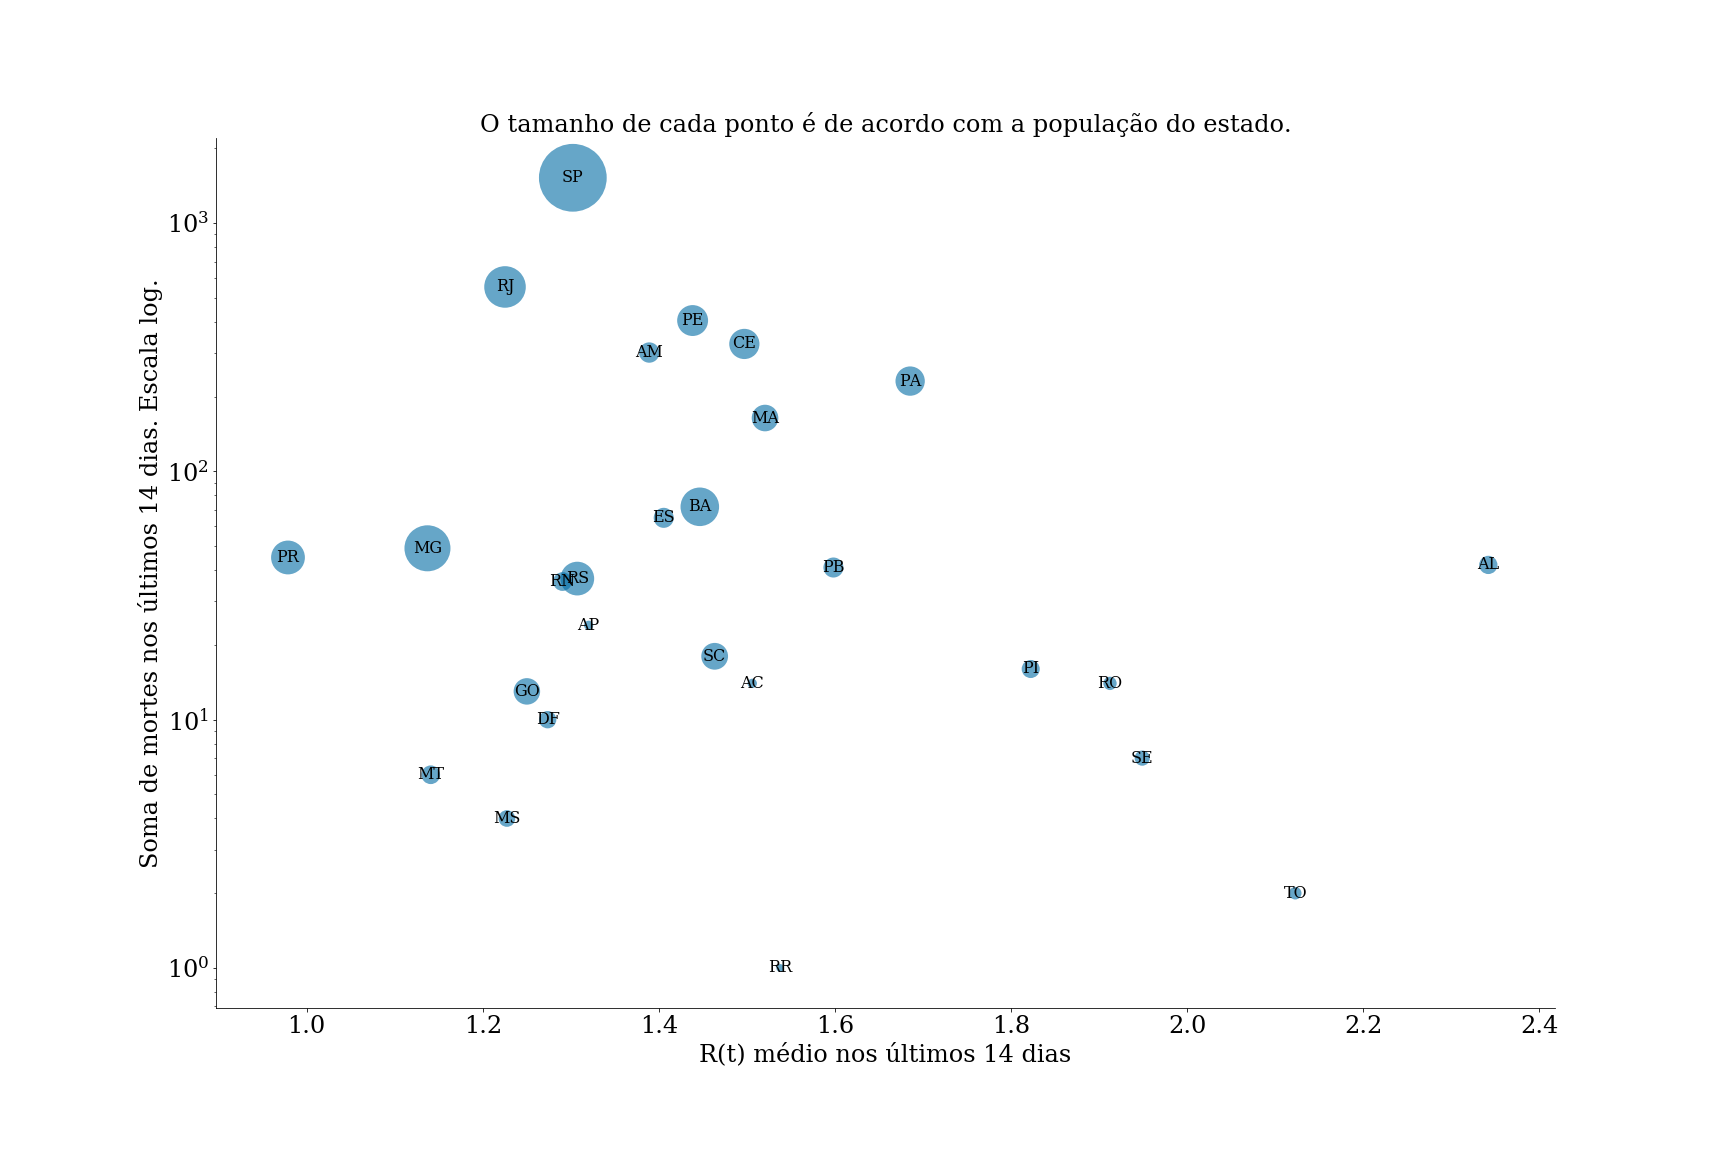 O tamanho de cada ponto é de acordo com a população do estado.
SP
10³
RJ
PE
CE
AM
PA
MA
10²
BA
ES
MG
PR
AL
PB
RN
RS
AP
SC
PI
AC
RO
GO
DF
10¹
SE
MT
MS
TO
RR
10⁰
Soma de mortes nos últimos 14 dias. Escala log.
1.0 1.2 1.4 1.6 1.8 2.0 2.2 2.4
R(t) médio nos últimos 14 dias